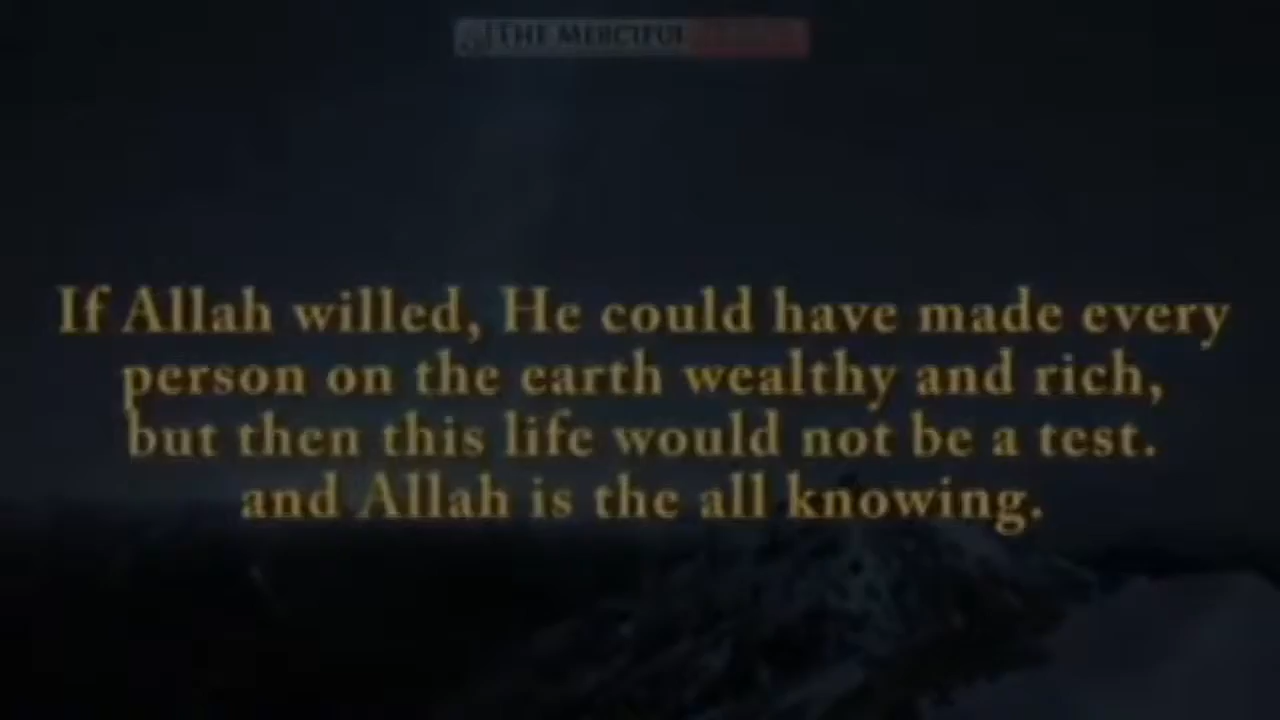 THE MERCIFUL
If Allah willed, He could have made every
person on the earth wealthy and rich,
but then this life would not be a test.
and Allah is the all knowing.